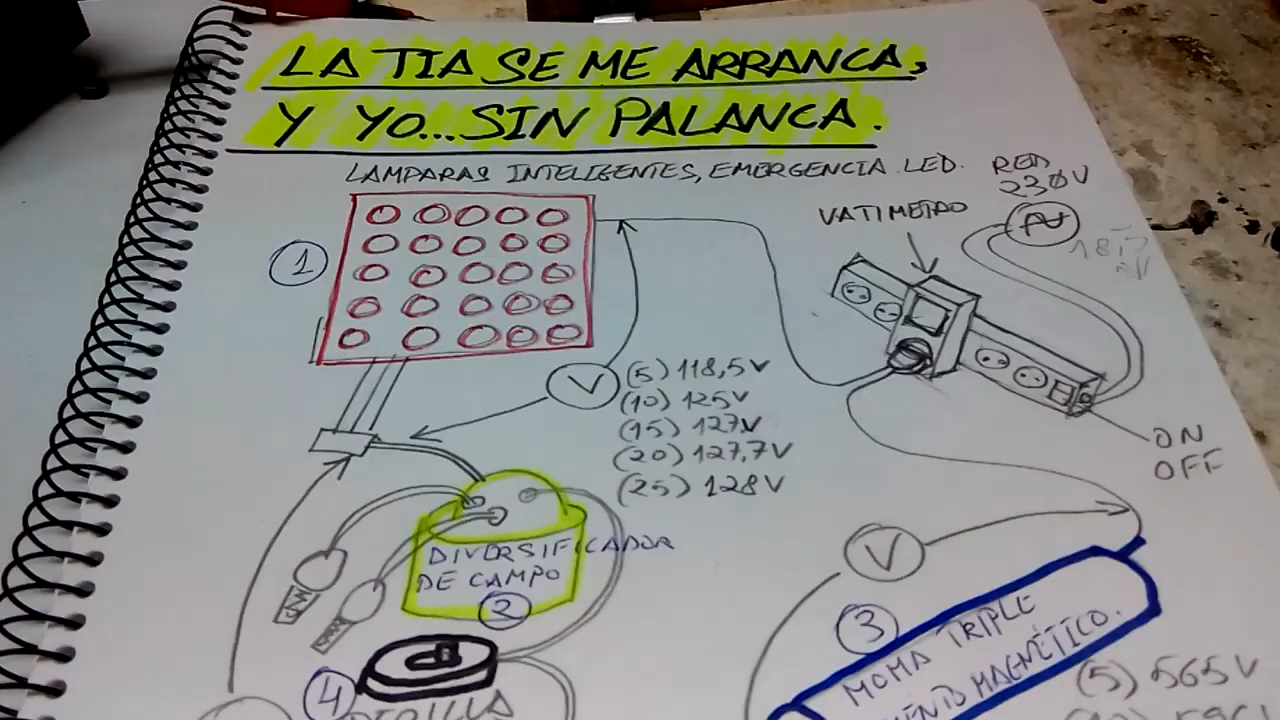 LA TIA SE ME ARRANCA,
Y YO...SIN PALANCA.
LAMPARAS INTELIGENTES, EMERGENCIA LED.
RED
230V
VATIMETRO
1
V
(5) 118,5V
(10) 125V
(15) 127V
(20) 127,7V
(25) 128V
ON
OFF
DIVERSIFICADOR
DE CAMPO
2
V
3
MOMA TRIPLE
MAGNÉTICO.
4
(5) 565V